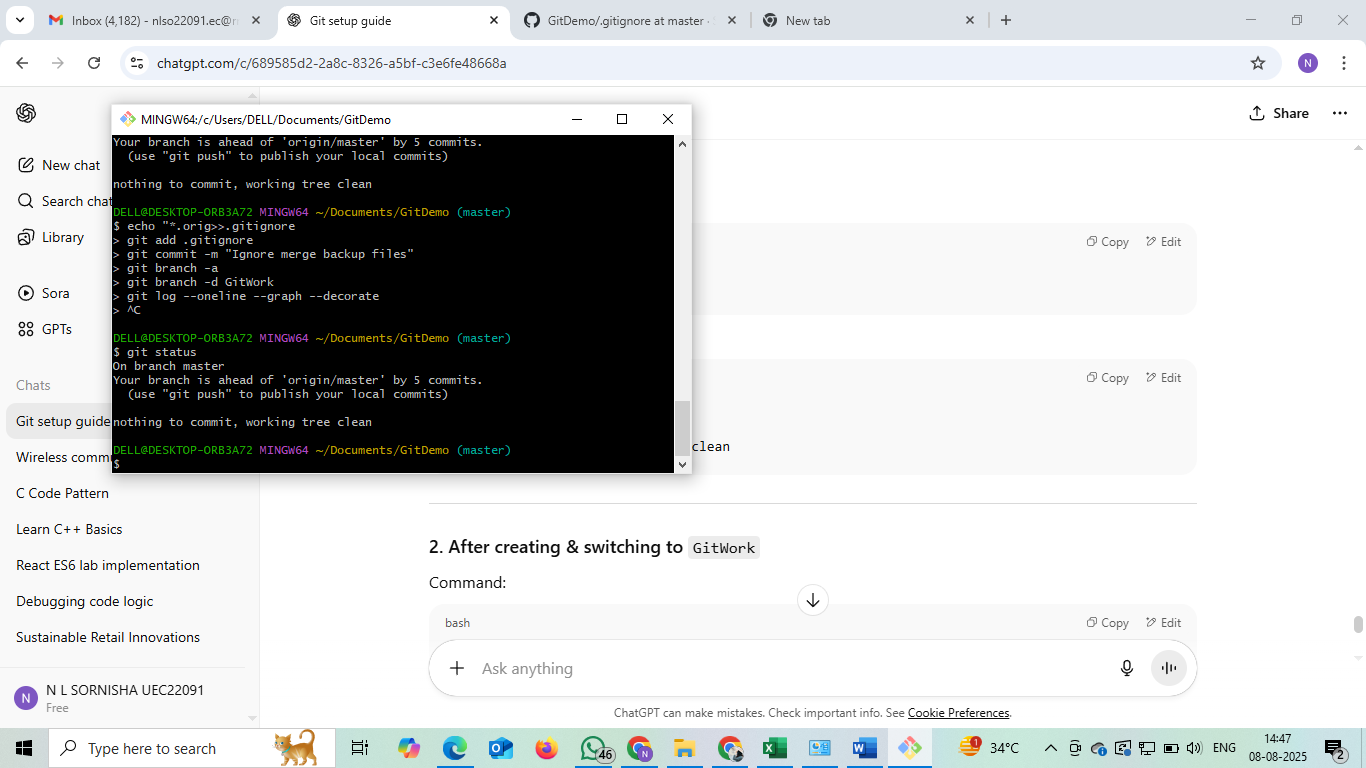 Inbox (4,182) - nlso22091.ec@r
Git setup guide
GitDemo/.gitignore at master ·
New tab
chatgpt.com/c/689585d2-2a8c-8326-a5bf-c3e6fe48668a
N
Share
New chat
Search chat
Library
Sora
GPTs
Chats
Git setup guide
Wireless commu
C Code Pattern
Learn C++ Basics
React ES6 lab implementation
Debugging code logic
Sustainable Retail Innovations
N
N L SORNISHA UEC22091
Free
MINGW64:/c/Users/DELL/Documents/GitDemo
Your branch is ahead of 'origin/master' by 5 commits.
(use "git push" to publish your local commits)
nothing to commit, working tree clean
DELL@DESKTOP-ORB3A72 MINGW64 ~/Documents/GitDemo (master)
$ echo "*.orig>>.gitignore
> git add .gitignore
> git commit -m "Ignore merge backup files"
> git branch -a
> git branch -d GitWork
> git log --oneline --graph --decorate
> ^C
DELL@DESKTOP-ORB3A72 MINGW64 ~/Documents/GitDemo (master)
$ git status
On branch master
Your branch is ahead of 'origin/master' by 5 commits.
(use "git push" to publish your local commits)
nothing to commit, working tree clean
DELL@DESKTOP-ORB3A72 MINGW64 ~/Documents/GitDemo (master)
$
Copy Edit
Copy Edit
clean
2. After creating & switching to GitWork
Command:
bash
Copy Edit
Ask anything
ChatGPT can make mistakes. Check important info. See Cookie Preferences.
Type here to search
46
N
1
34°C
ENG
14:47
08-08-2025
2